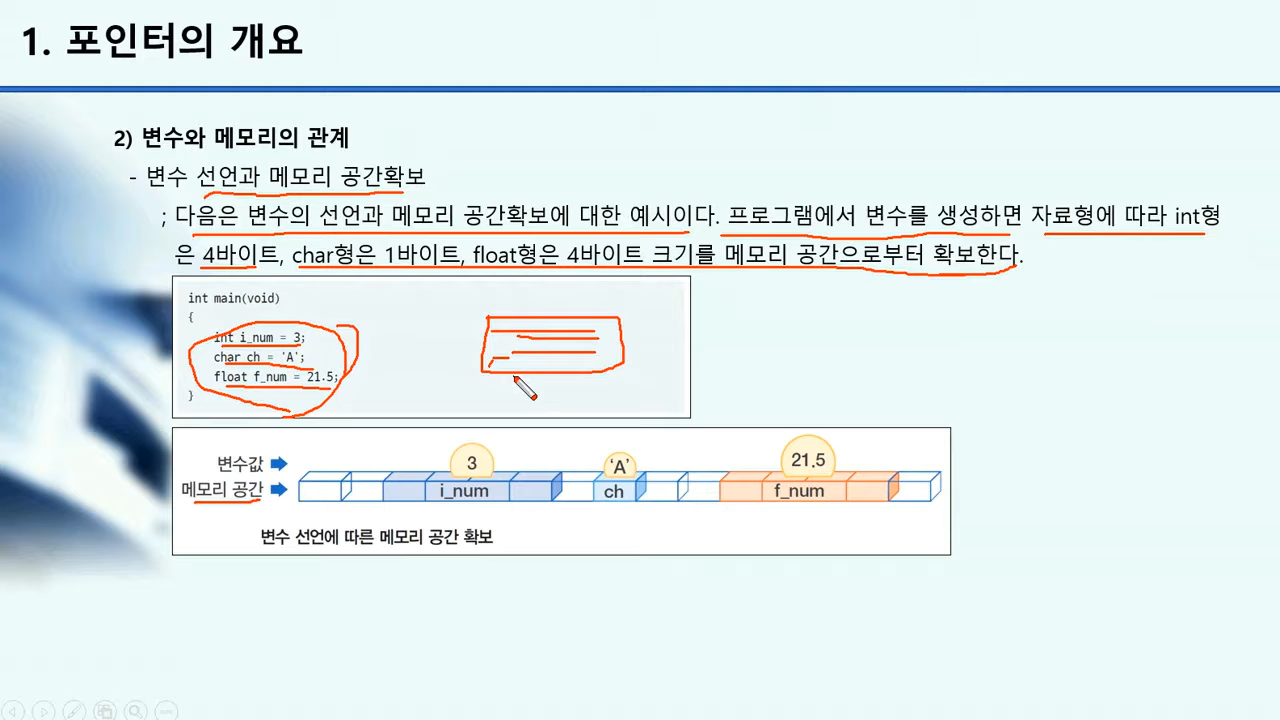 1. 포인터의 개요
2) 변수와 메모리의 관계
- 변수 선언과 메모리 공간확보
; 다음은 변수의 선언과 메모리 공간확보에 대한 예시이다. 프로그램에서 변수를 생성하면 자료형에 따라 int형
은 4바이트, char형은 1바이트, float형은 4바이트 크기를 메모리 공간으로부터 확보한다.
int main(void)
{
int i_num = 3;
char ch = 'A';
float f_num = 21.5;
}
변수값 3 ‘A’ 21.5
메모리 공간 i_num ch f_num
변수 선언에 따른 메모리 공간 확보